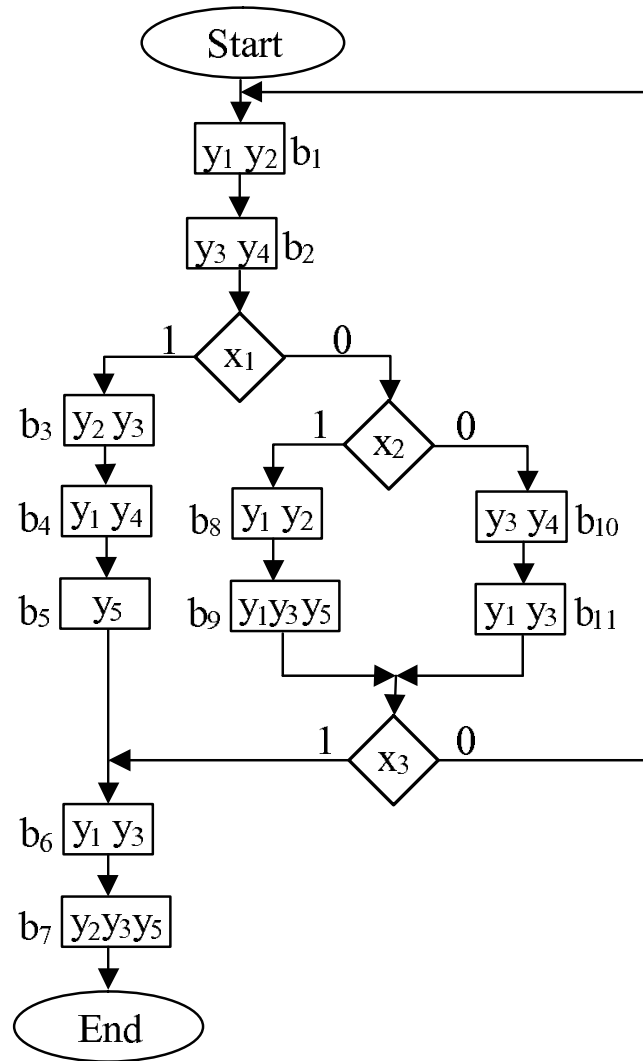 Start
y₁ y₂ b₁
y₃ y₄ b₂
1 x₁ 0
b₃ y₂ y₃
1 x₂ 0
b₄ y₁ y₄
b₈ y₁ y₂
y₃ y₄ b₁₀
b₅ y₅
b₉ y₁y₃y₅
y₁ y₃ b₁₁
1 x₃ 0
b₆ y₁ y₃
b₇ y₂y₃y₅
End